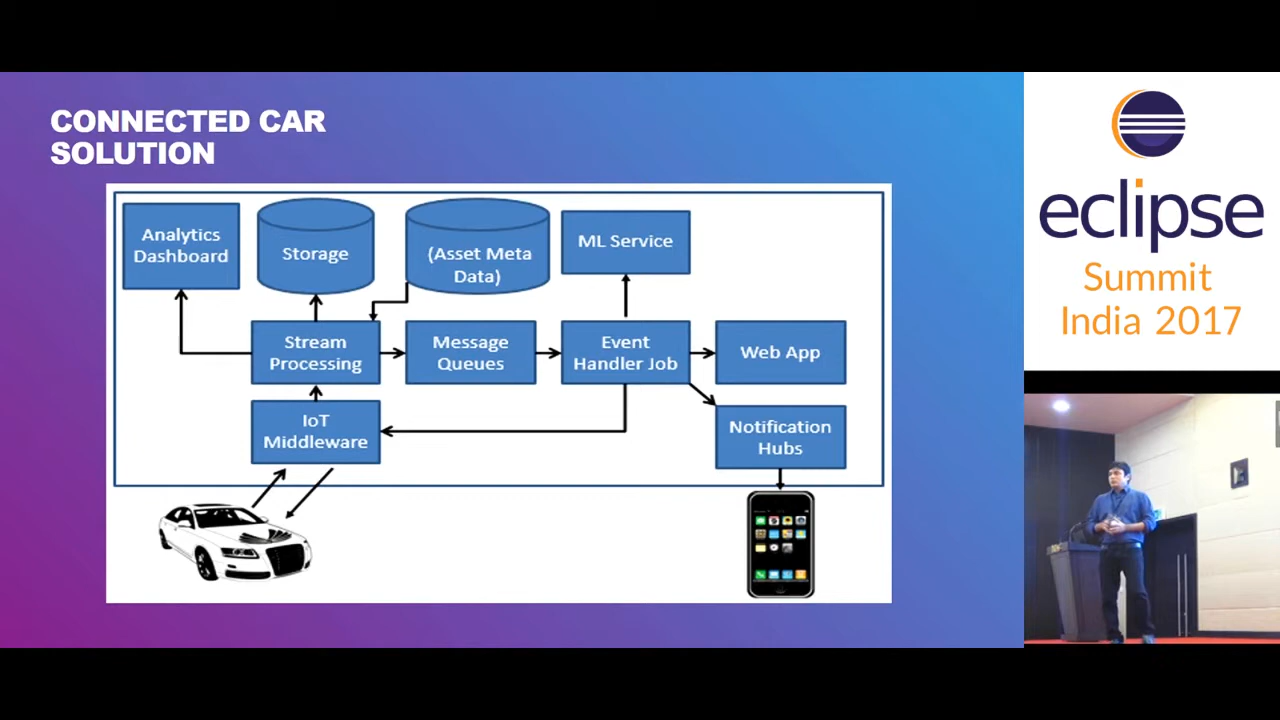 CONNECTED CAR
SOLUTION
Analytics
Dashboard
Storage
(Asset Meta
Data)
ML Service
Stream
Processing
Message
Queues
Event
Handler Job
Web App
IoT
Middleware
Notification
Hubs
eclipse
Summit
India 2017